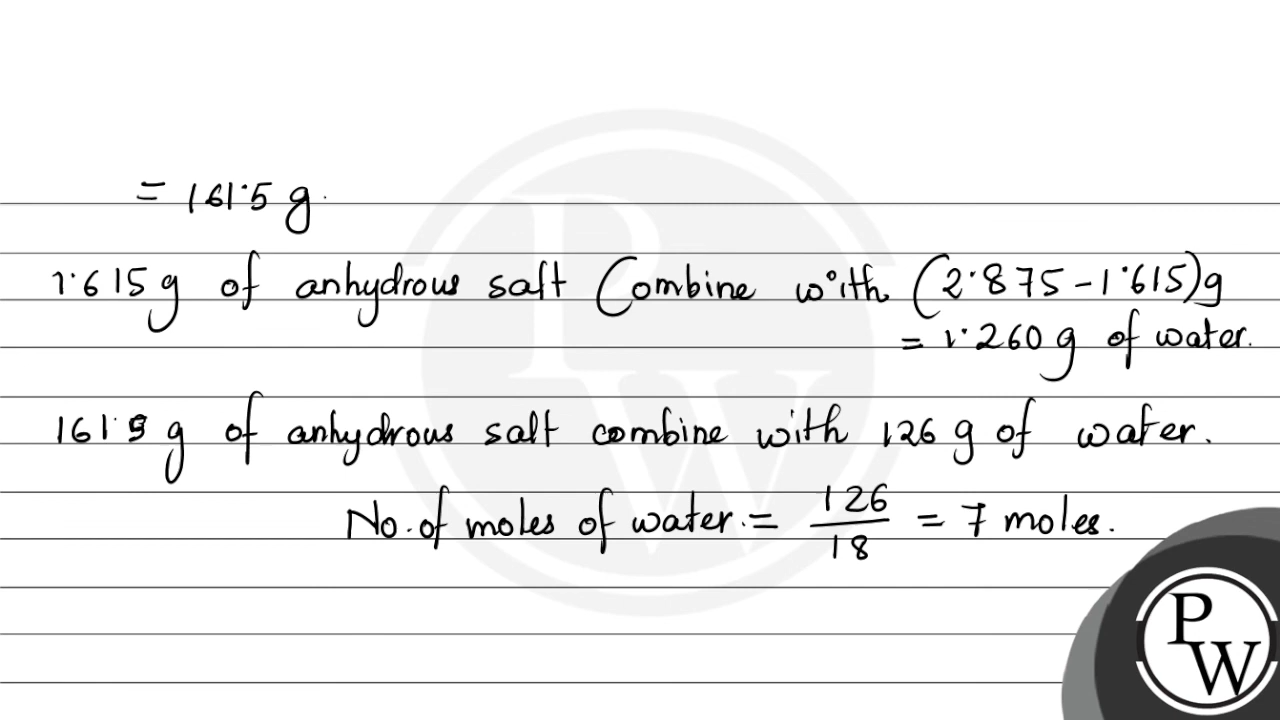 = 161.5 g.
1.615 g of anhydrous salt Combine with (2.875 - 1.615) g
= 1.260 g of water.
161.5 g of anhydrous salt combine with 126 g of water.
No. of moles of water. = 126/18 = 7 moles.
PW
PW